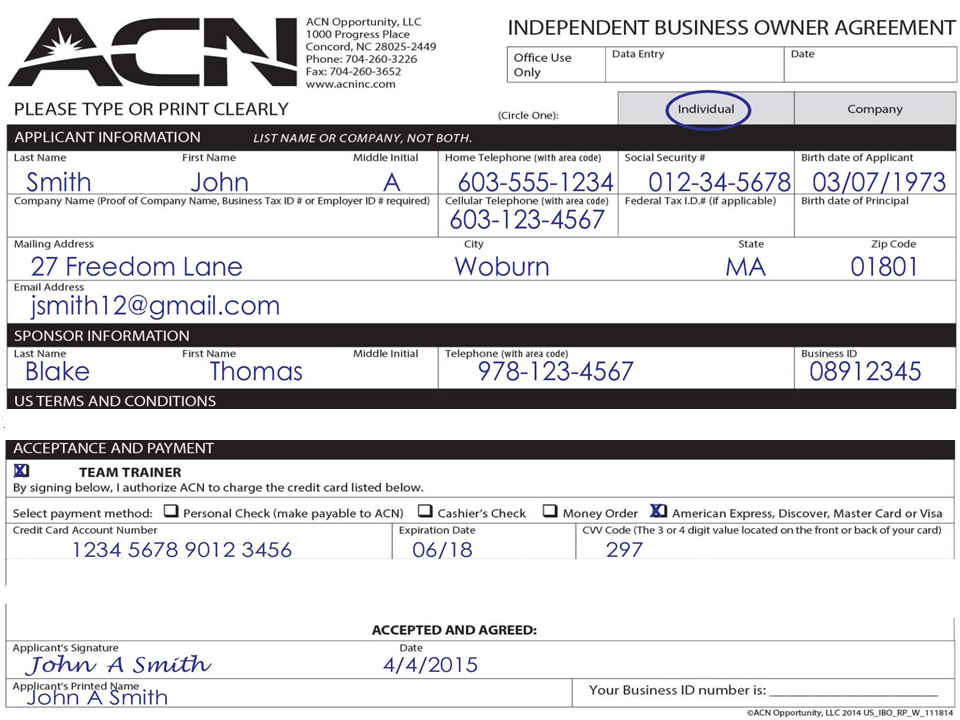 ACN
ACN Opportunity, LLC
1000 Progress Place
Concord, NC 28025-2449
Phone: 704-260-3226
Fax: 704-260-3652
www.acninc.com
INDEPENDENT BUSINESS OWNER AGREEMENT
Office Use Only Data Entry Date
PLEASE TYPE OR PRINT CLEARLY (Circle One): Individual Company
APPLICANT INFORMATION LIST NAME OR COMPANY, NOT BOTH.
Last Name First Name Middle Initial Home Telephone (with area code) Social Security # Birth date of Applicant
Smith John A 603-555-1234 012-34-5678 03/07/1973
Company Name (Proof of Company Name, Business Tax ID # or Employer ID # required) Cellular Telephone (with area code) Federal Tax I.D.# (if applicable) Birth date of Principal
603-123-4567
Mailing Address City State Zip Code
27 Freedom Lane Woburn MA 01801
Email Address
jsmith12@gmail.com
SPONSOR INFORMATION
Last Name First Name Middle Initial Telephone (with area code) Business ID
Blake Thomas 978-123-4567 08912345
US TERMS AND CONDITIONS
ACCEPTANCE AND PAYMENT
X TEAM TRAINER
By signing below, I authorize ACN to charge the credit card listed below.
Select payment method: Personal Check (make payable to ACN) Cashier's Check Money Order X American Express, Discover, Master Card or Visa
Credit Card Account Number Expiration Date CVV Code (The 3 or 4 digit value located on the front or back of your card)
1234 5678 9012 3456 06/18 297
ACCEPTED AND AGREED:
Applicant's Signature Date
John A Smith 4/4/2015
Applicant's Printed Name
John A Smith
Your Business ID number is: ____________________
©ACN Opportunity, LLC 2014 US_IBO_RP_W_111814